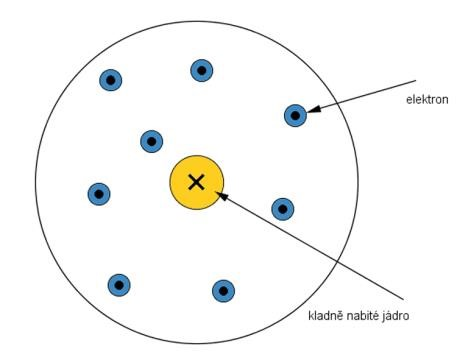 elektron
kladně nabité jádro